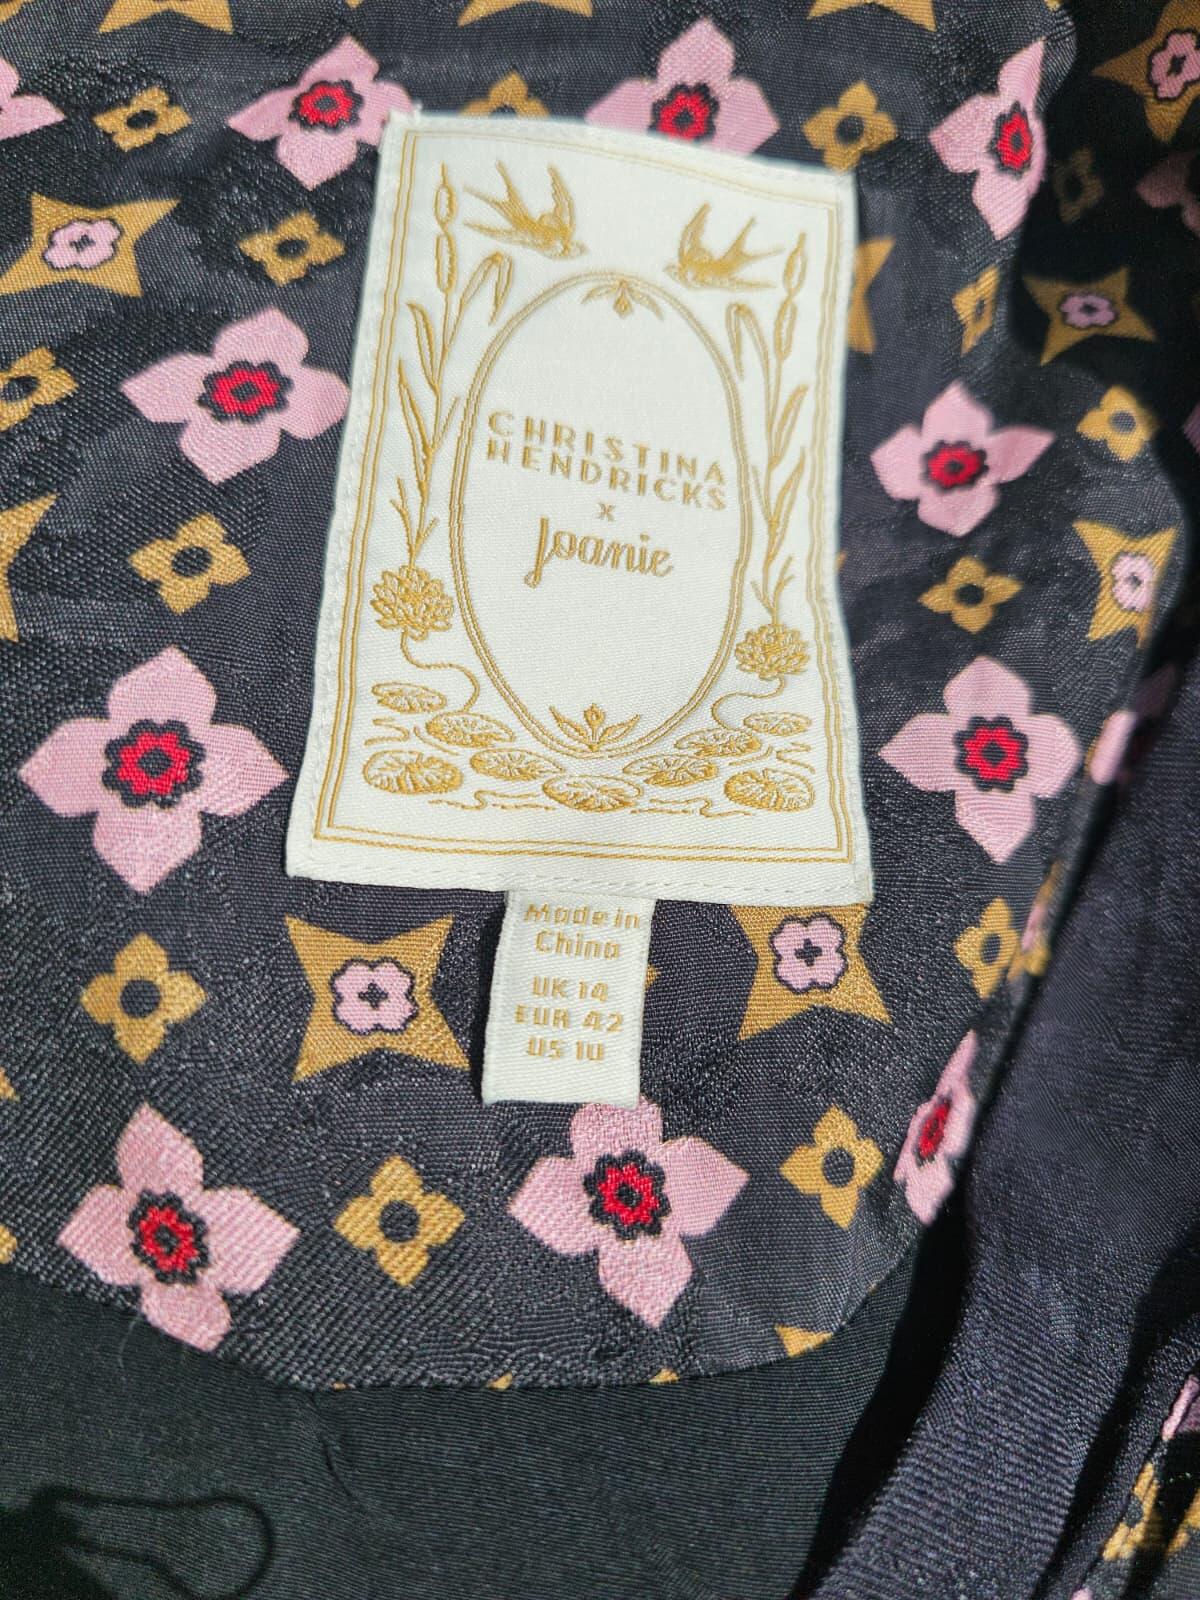 CHRISTINA
HENDRICKS
x
Joanie
Made in
China
UK 14
EUR 42
US 10